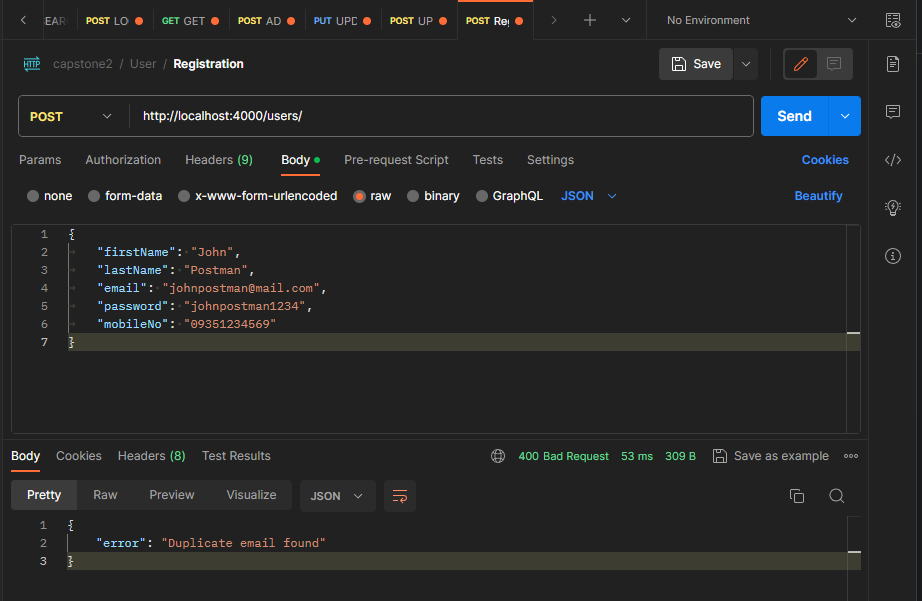 EAR POST LO GET GET POST AD PUT UPD POST UP POST Re No Environment
HTTP capstone2 / User / Registration Save
POST http://localhost:4000/users/ Send
Params Authorization Headers (9) Body Pre-request Script Tests Settings Cookies
none form-data x-www-form-urlencoded raw binary GraphQL JSON Beautify
1 {
2 "firstName": "John",
3 "lastName": "Postman",
4 "email": "johnpostman@mail.com",
5 "password": "johnpostman1234",
6 "mobileNo": "09351234569"
7 }
Body Cookies Headers (8) Test Results 400 Bad Request 53 ms 309 B Save as example
Pretty Raw Preview Visualize JSON
1 {
2 "error": "Duplicate email found"
3 }